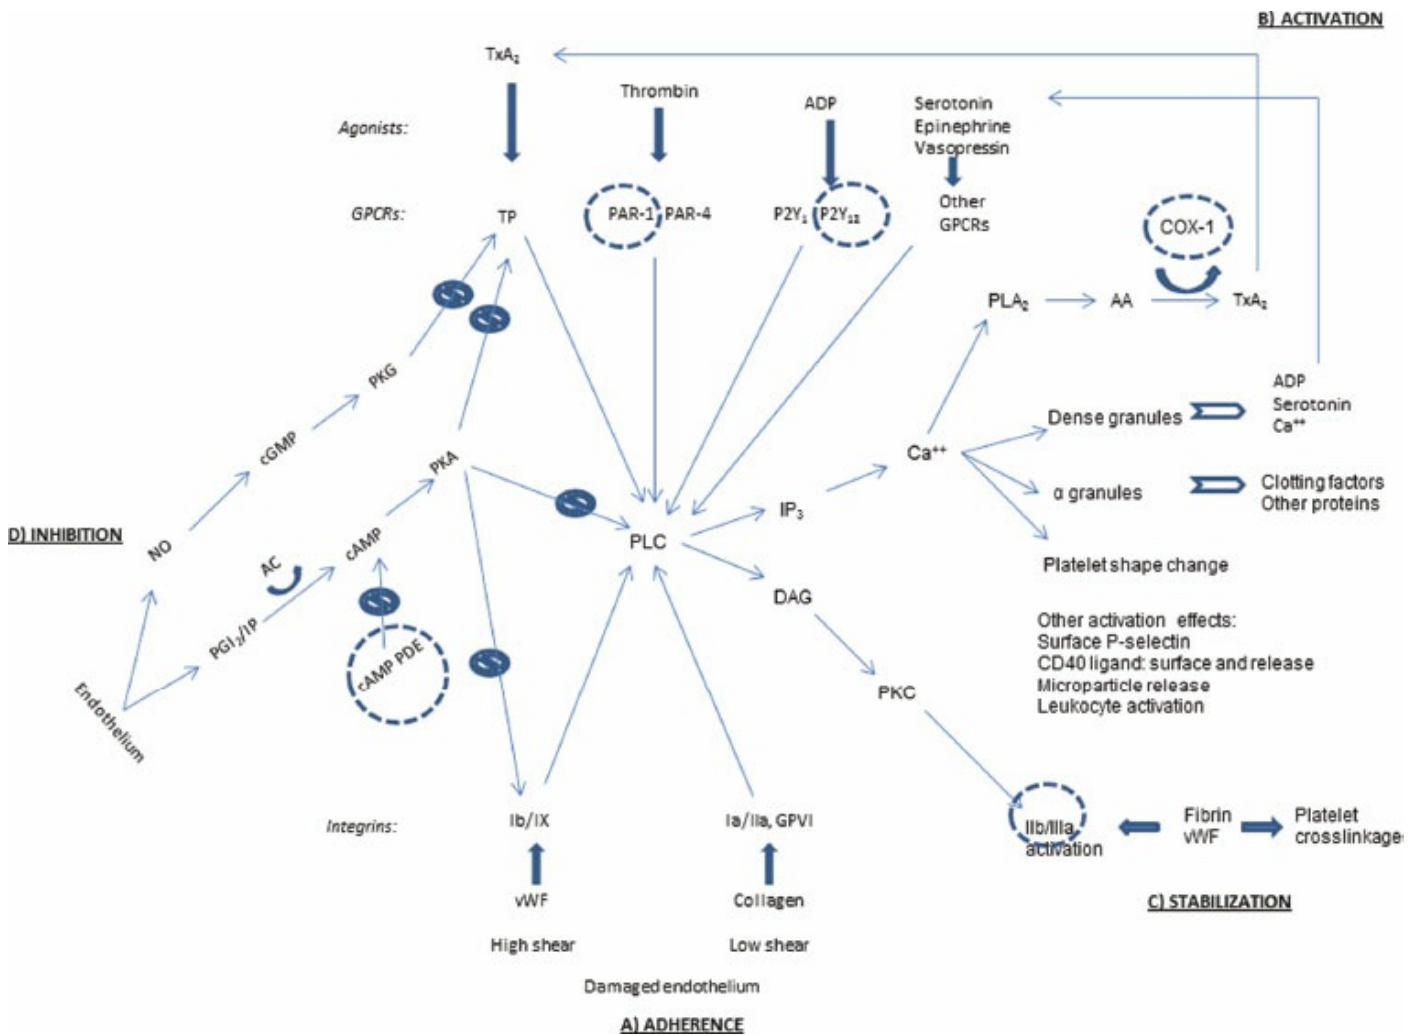 B) ACTIVATION
TxA₂
Thrombin
ADP
Serotonin
Epinephrine
Vasopressin
Agonists:
GPCRs:
TP
PAR-1
PAR-4
P2Y₁
P2Y₁₂
Other
GPCRs
COX-1
PLA₂
AA
TxA₂
PKG
ADP
Serotonin
Ca⁺⁺
Dense granules
cGMP
PKA
Ca⁺⁺
α granules
Clotting factors
Other proteins
IP₃
D) INHIBITION
NO
AC
cAMP
PLC
Platelet shape change
DAG
PGI₂/IP
cAMP PDE
Other activation effects:
Surface P-selectin
CD40 ligand: surface and release
Microparticle release
Leukocyte activation
PKC
Endothelium
Integrins:
Ib/IX
Ia/IIa, GPVI
IIb/IIIa
activation
Fibrin
vWF
Platelet
crosslinkage
vWF
Collagen
C) STABILIZATION
High shear
Low shear
Damaged endothelium
A) ADHERENCE